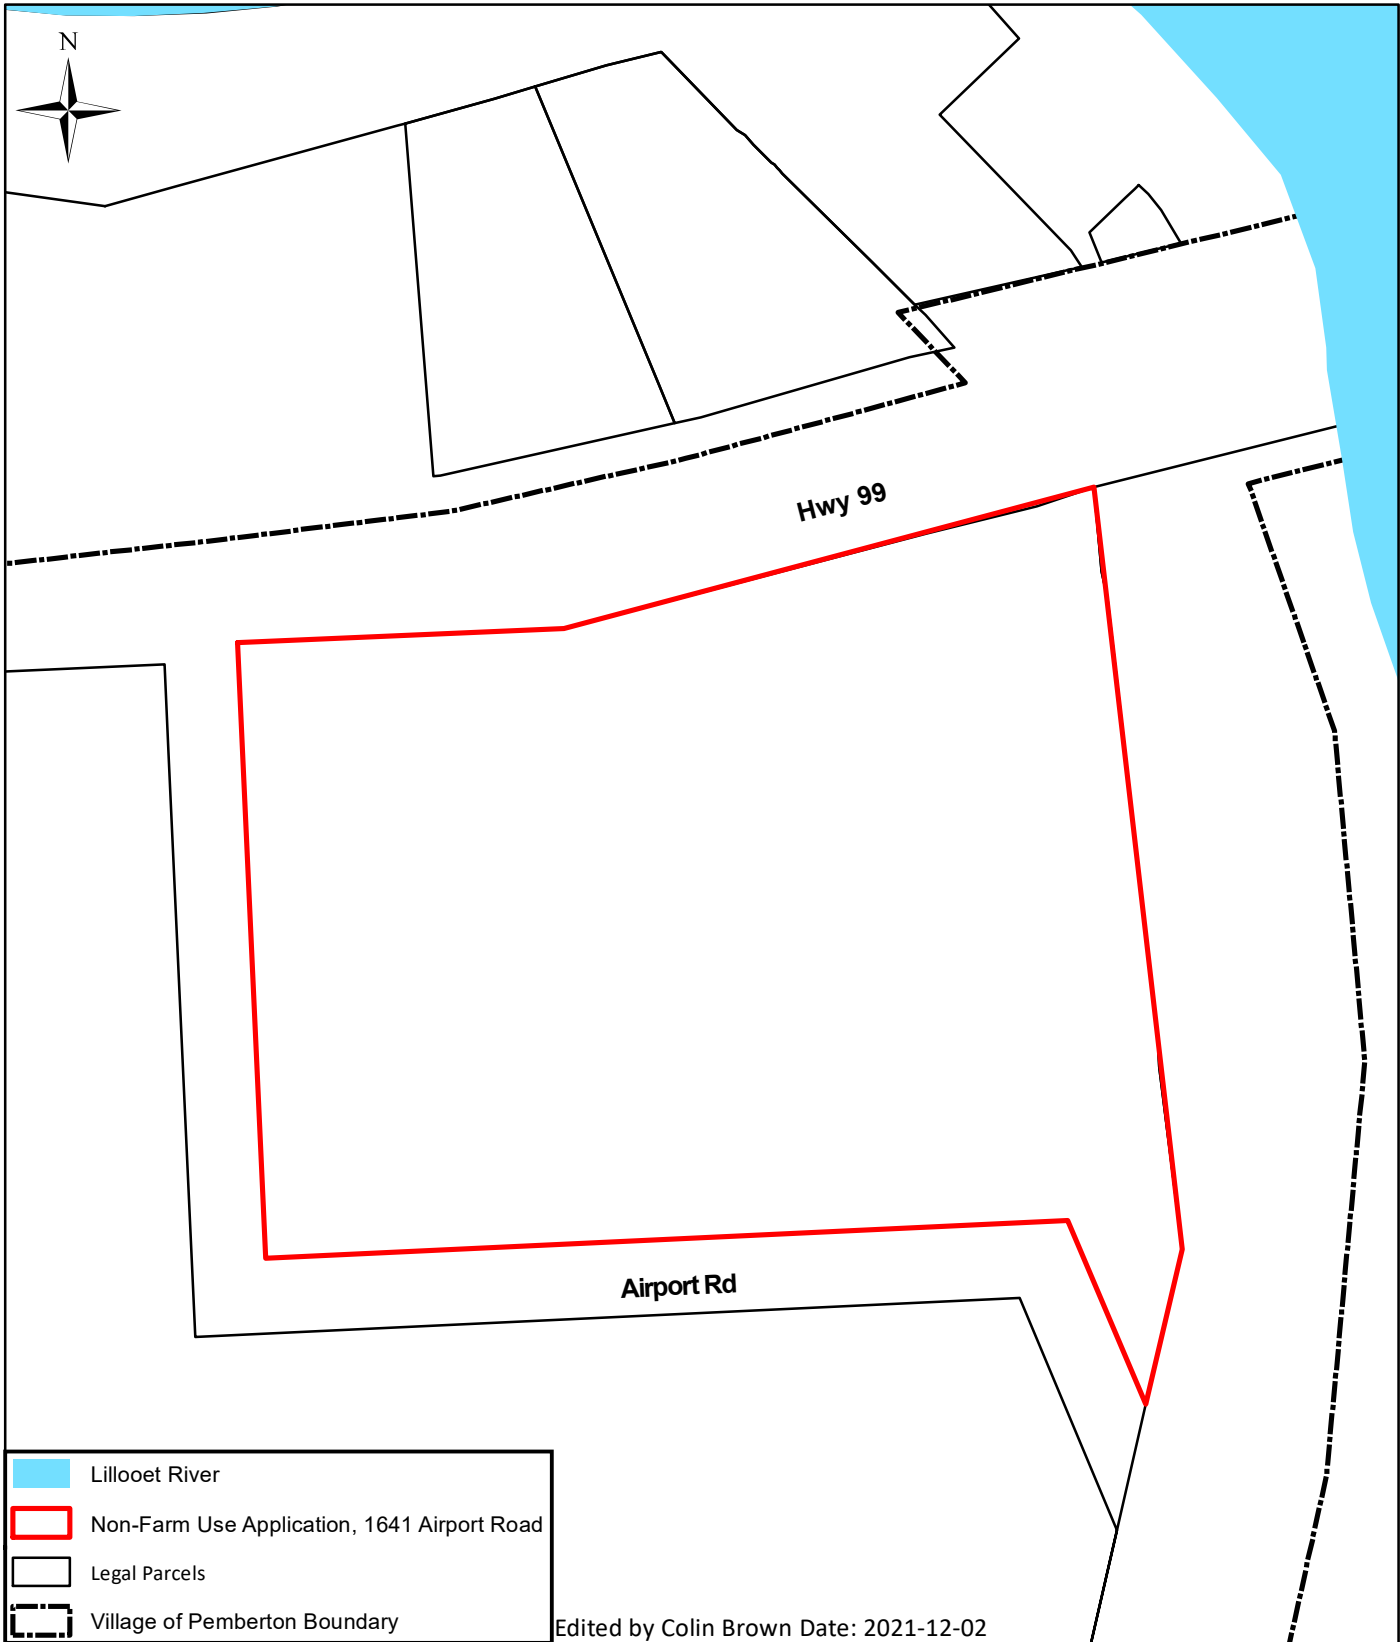 N
Hwy 99
Airport Rd
Lillooet River
Non-Farm Use Application, 1641 Airport Road
Legal Parcels
Village of Pemberton Boundary
Edited by Colin Brown Date: 2021-12-02